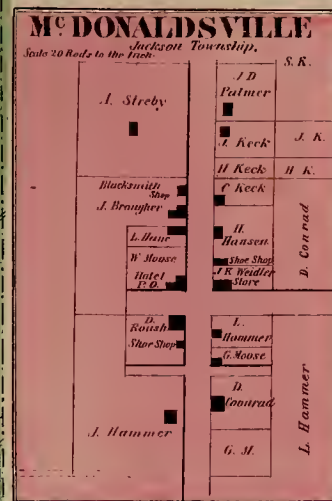 Mc DONALDSVILLE
Jackson Township.
Scale 20 Rods to the Inch
S. K.
J D
Palmer
A. Streby
J. Keck
J. K.
H Keck
H K.
C Keck
Blacksmith
Shop
J. Braugher
L. Hane
H.
Hansen
D. Conrad
W Mouse
Shoe Shop
Hotel
P. O.
J K Weidler
Store
D.
Roush
Shoe Shop
L.
Hammer
G. Mouse
D.
Counrad
J. Hammer
G. M.
L. Hammer